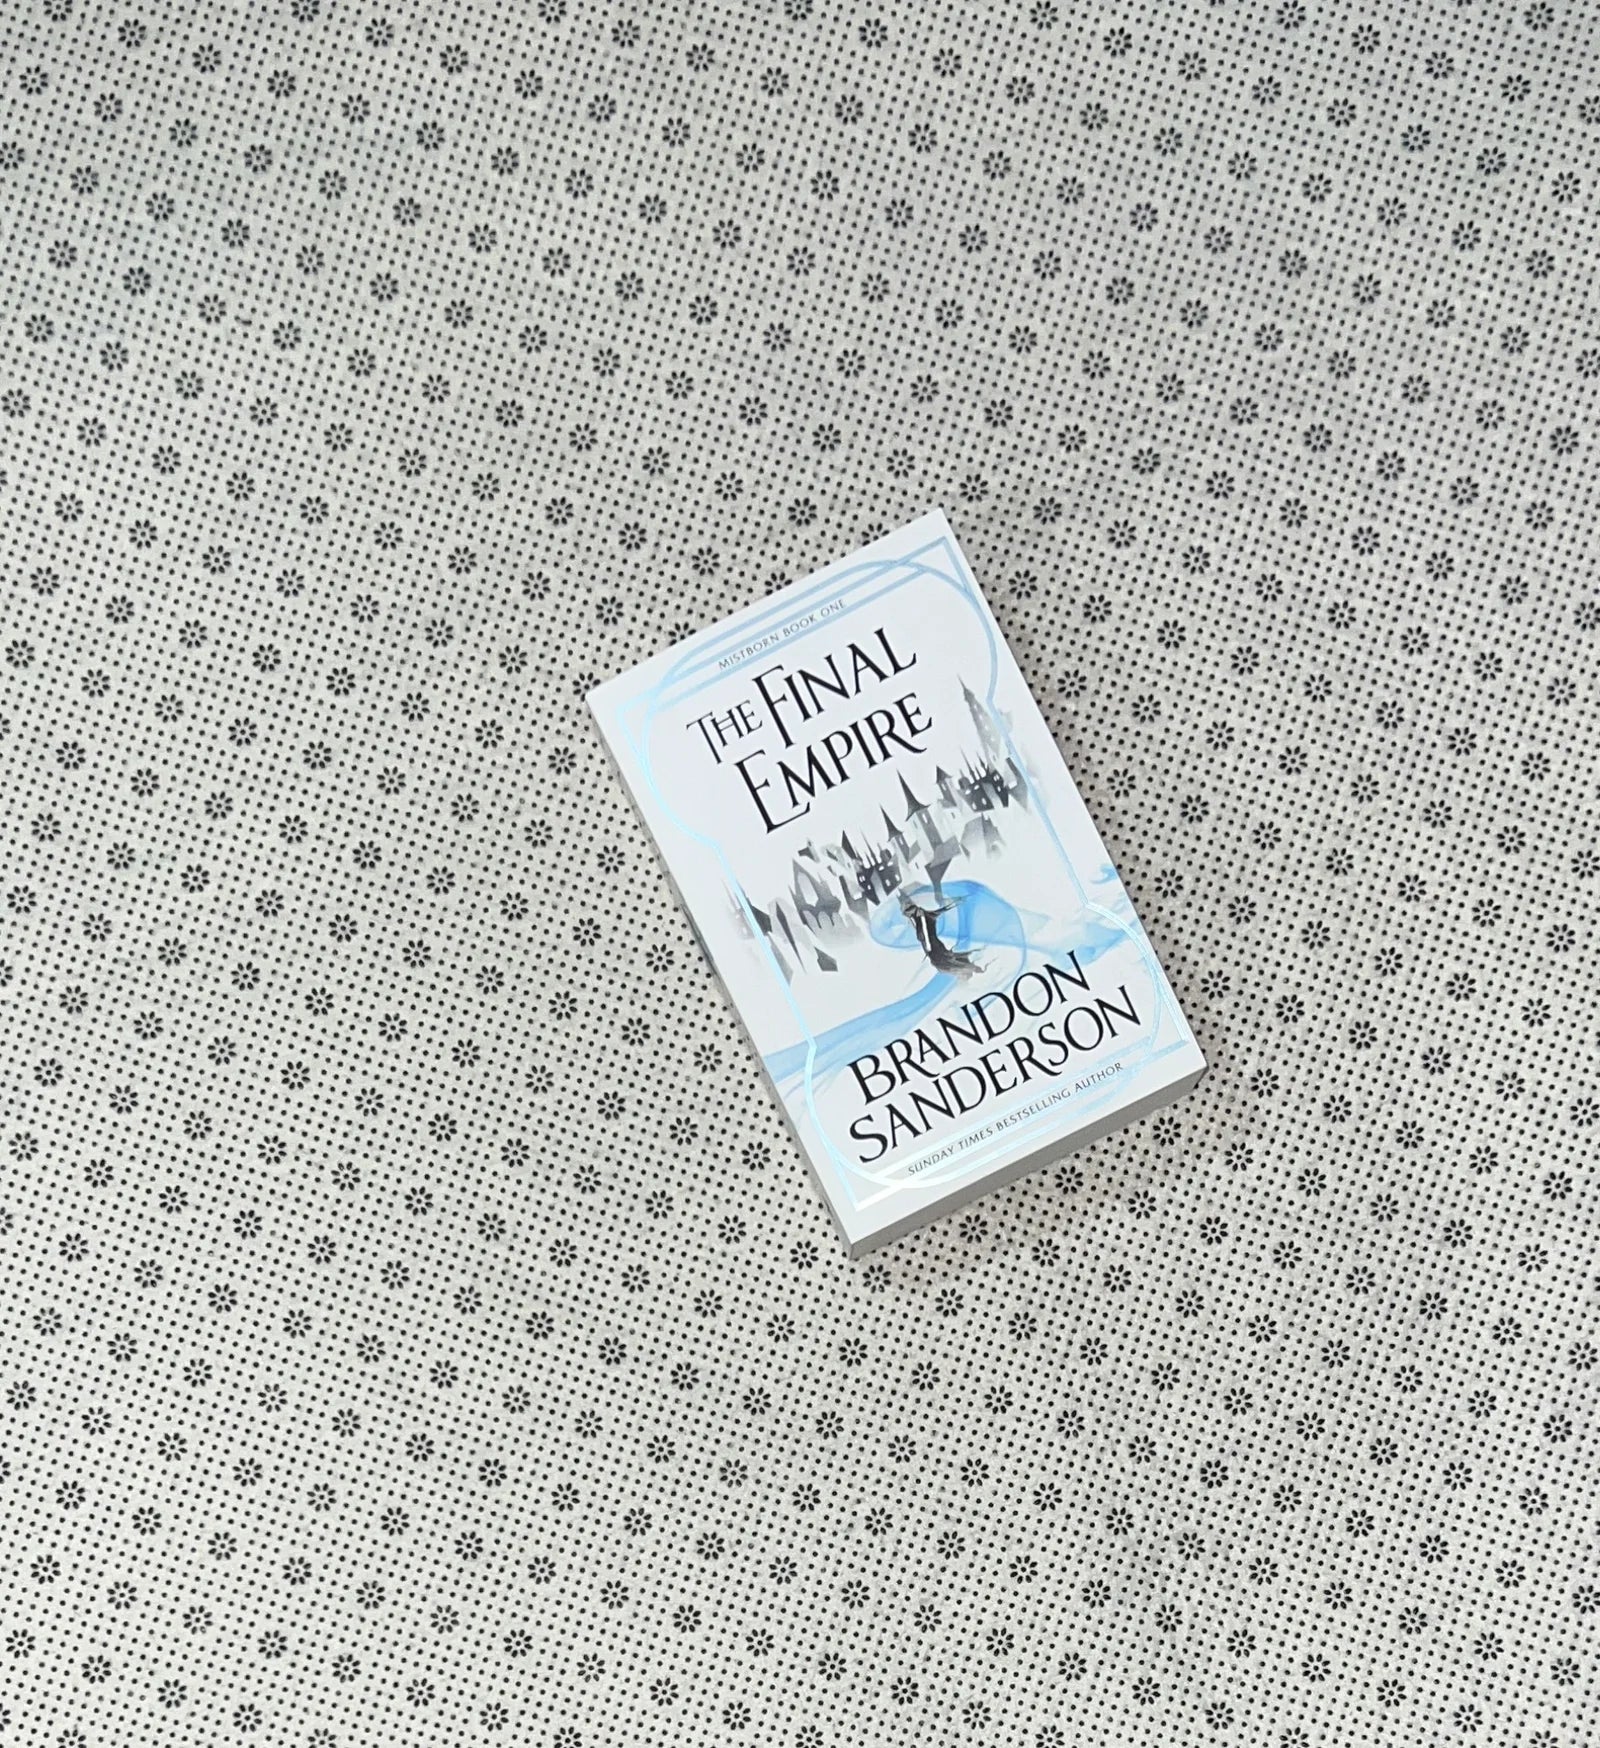 MISTBORN BOOK ONE
THE FINAL
EMPIRE
BRANDON
SANDERSON
SUNDAY TIMES BESTSELLING AUTHOR